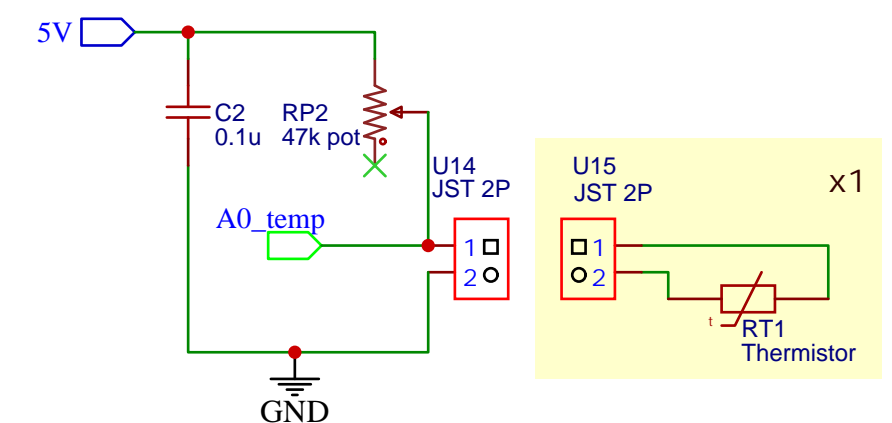 5V
C2
0.1u
RP2
47k pot
U14
JST 2P
A0_temp
1
2
GND
U15
JST 2P
x1
1
2
t
RT1
Thermistor